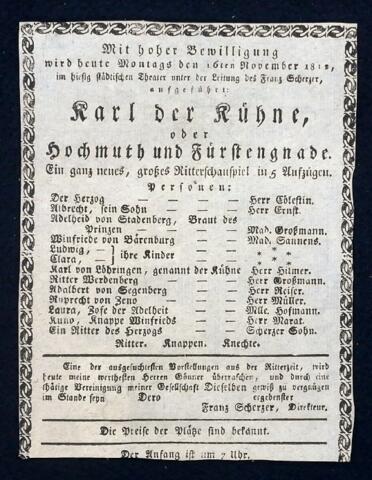 Mit hoher Bewilligung
wird heute Montags den 16ten November 1812,
im hiesig städtischen Theater unter der Leitung des Franz Scherzer,
aufgeführt:
Karl der Kühne,
oder
Hochmuth und Fürstengnade.
Ein ganz neues, großes Ritterschauspiel in 5 Aufzügen.
Personen:
Der Herzog — — — Herr Cölestin.
Albrecht, sein Sohn — — Herr Ernst.
Adelheid von Stadenberg, Braut des
Prinzen — — — Mad. Großmann.
Winfriede von Bärenburg — — Mad. Sannens.
Ludwig, — ] ihre Kinder — — * * *
Clara, — ] * * *
Karl von Löhringen, genannt der Kühne Herr Hilmer.
Ritter Werdenberg — — — Herr Großmann.
Adalbert von Segenberg — — Herr Reiser.
Ruprecht von Zeno — — — Herr Müller.
Laura, Zofe der Adelheit — — Mlle. Hofmann.
Kuno, Knappe Winfrieds — — Herr Marat.
Ein Ritter des Herzogs — — Scherzer Sohn.
Ritter. Knappen. Knechte.
Eine der ausgesuchtesten Vorstellungen aus der Ritterzeit, wird
heute meine werthesten Herren Gönner überraschen, und durch eine
thätige Vereinigung meiner Gesellschaft Dieselben gewiß zu vergnügen
im Stande seyn Dero ergebenster
Franz Scherzer, Direkteur.
Die Preise der Plätze sind bekannt.
Der Anfang ist um 7 Uhr.